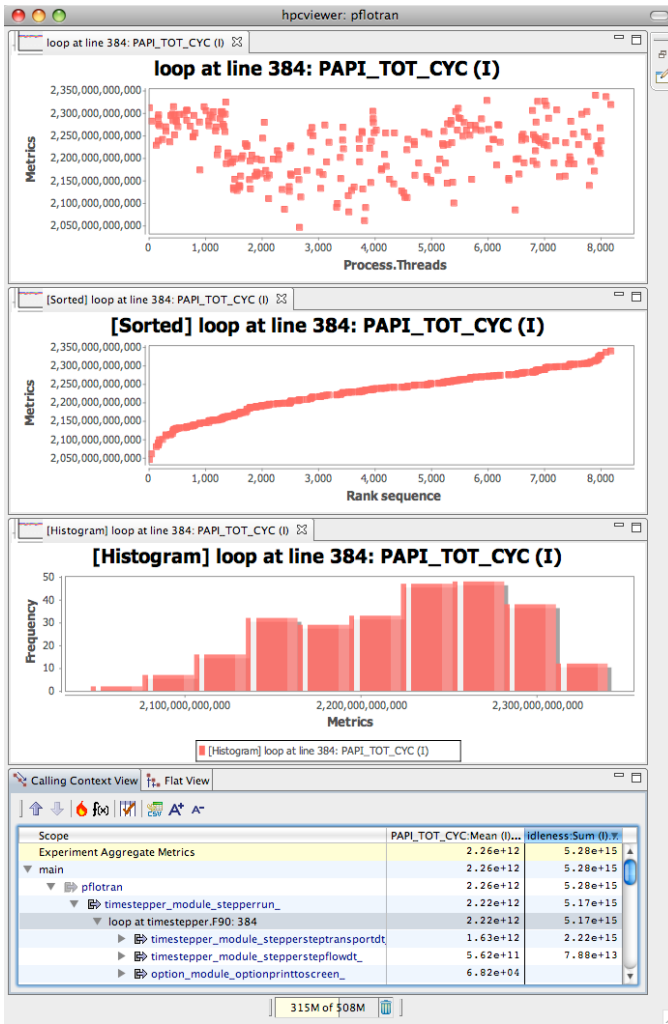 hpcviewer: pflotran
loop at line 384: PAPI_TOT_CYC (I)
loop at line 384: PAPI_TOT_CYC (I)
2,350,000,000,000
2,300,000,000,000
2,250,000,000,000
2,200,000,000,000
2,150,000,000,000
2,100,000,000,000
2,050,000,000,000
Metrics
0 1,000 2,000 3,000 4,000 5,000 6,000 7,000 8,000
Process.Threads
[Sorted] loop at line 384: PAPI_TOT_CYC (I)
[Sorted] loop at line 384: PAPI_TOT_CYC (I)
2,350,000,000,000
2,300,000,000,000
2,250,000,000,000
2,200,000,000,000
2,150,000,000,000
2,100,000,000,000
2,050,000,000,000
Metrics
0 1,000 2,000 3,000 4,000 5,000 6,000 7,000 8,000
Rank sequence
[Histogram] loop at line 384: PAPI_TOT_CYC (I)
[Histogram] loop at line 384: PAPI_TOT_CYC (I)
50
40
30
20
10
0
Frequency
2,100,000,000,000 2,200,000,000,000 2,300,000,000,000
Metrics
[Histogram] loop at line 384: PAPI_TOT_CYC (I)
Calling Context View Flat View
f(x) CSV A+ A-
Scope PAPI_TOT_CYC:Mean (I)... idleness:Sum (I).
Experiment Aggregate Metrics 2.26e+12 5.28e+15
main 2.26e+12 5.28e+15
pflotran 2.26e+12 5.28e+15
timestepper_module_stepperrun_ 2.22e+12 5.17e+15
loop at timestepper.F90: 384 2.22e+12 5.17e+15
timestepper_module_steppersteptransportdt_ 1.63e+12 2.22e+15
timestepper_module_stepperstepflowdt_ 5.62e+11 7.88e+13
option_module_optionprinttoscreen_ 6.82e+04
315M of 508M